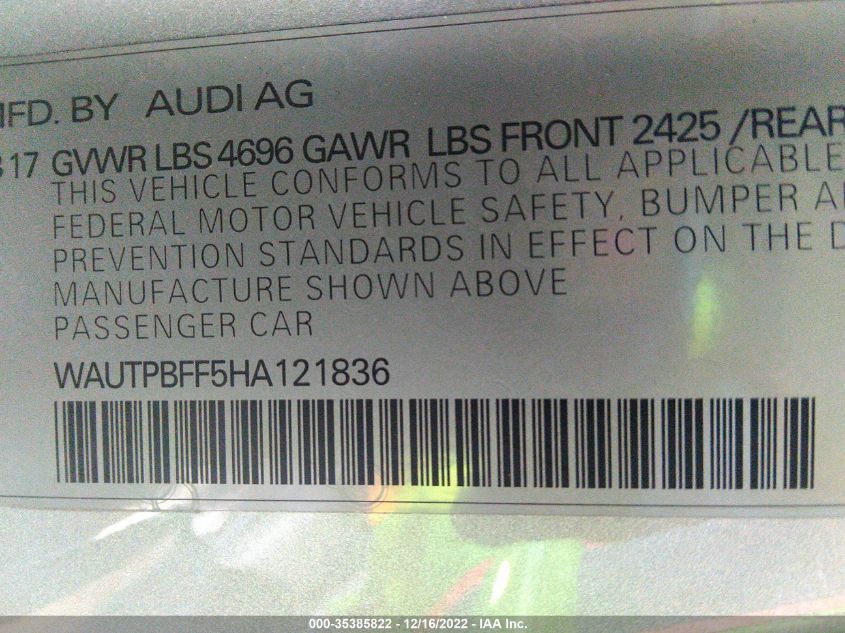 MFD. BY AUDI AG
17 GVWR LBS 4696 GAWR LBS FRONT 2425 /REAR
THIS VEHICLE CONFORMS TO ALL APPLICABLE
FEDERAL MOTOR VEHICLE SAFETY, BUMPER
PREVENTION STANDARDS IN EFFECT ON THE
MANUFACTURE SHOWN ABOVE
PASSENGER CAR
WAUTPBFF5HA121836
000-35385822 - 12/16/2022 - IAA Inc.